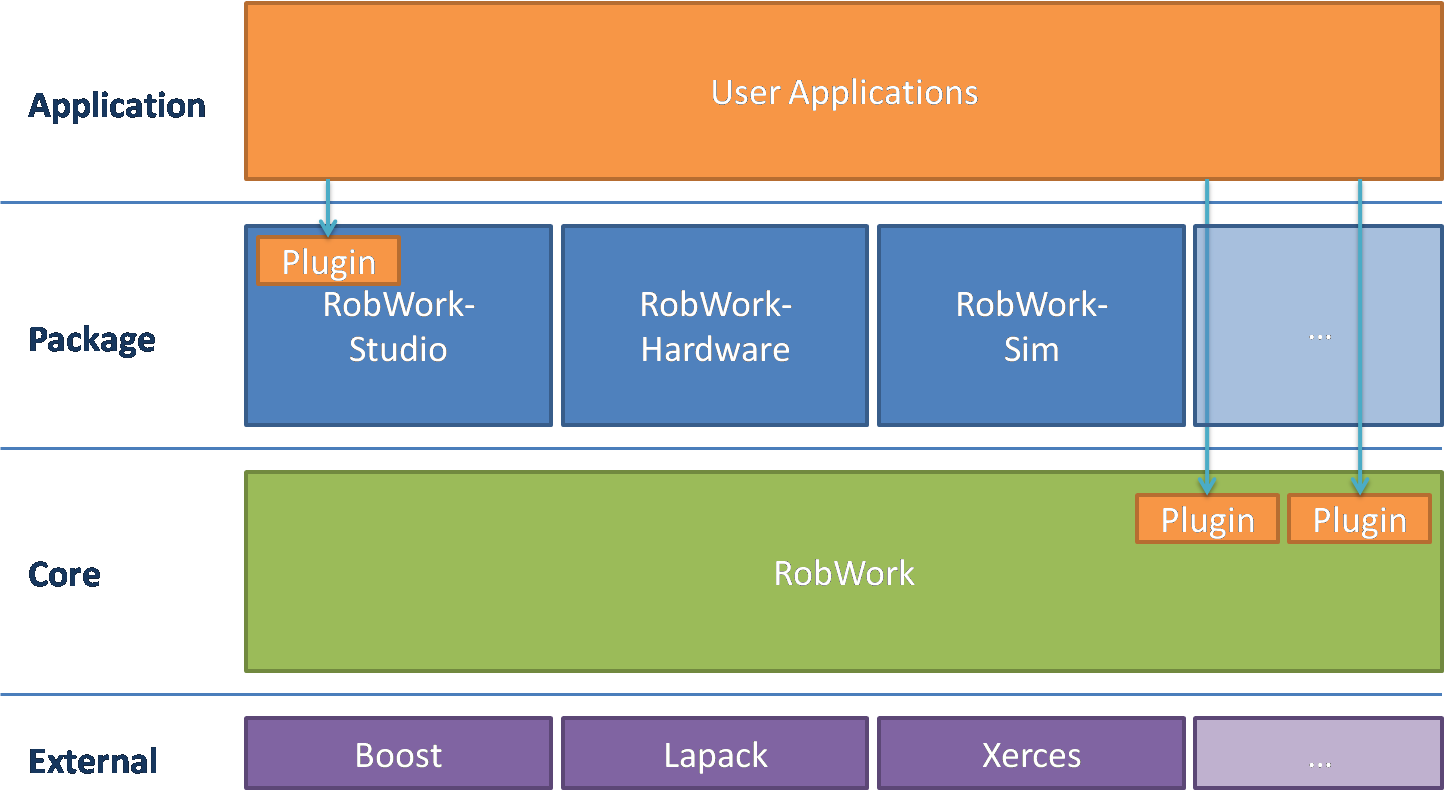 Application
User Applications
Package
Plugin
RobWork-
Studio
RobWork-
Hardware
RobWork-
Sim
...
Core
Plugin
Plugin
RobWork
External
Boost
Lapack
Xerces
...